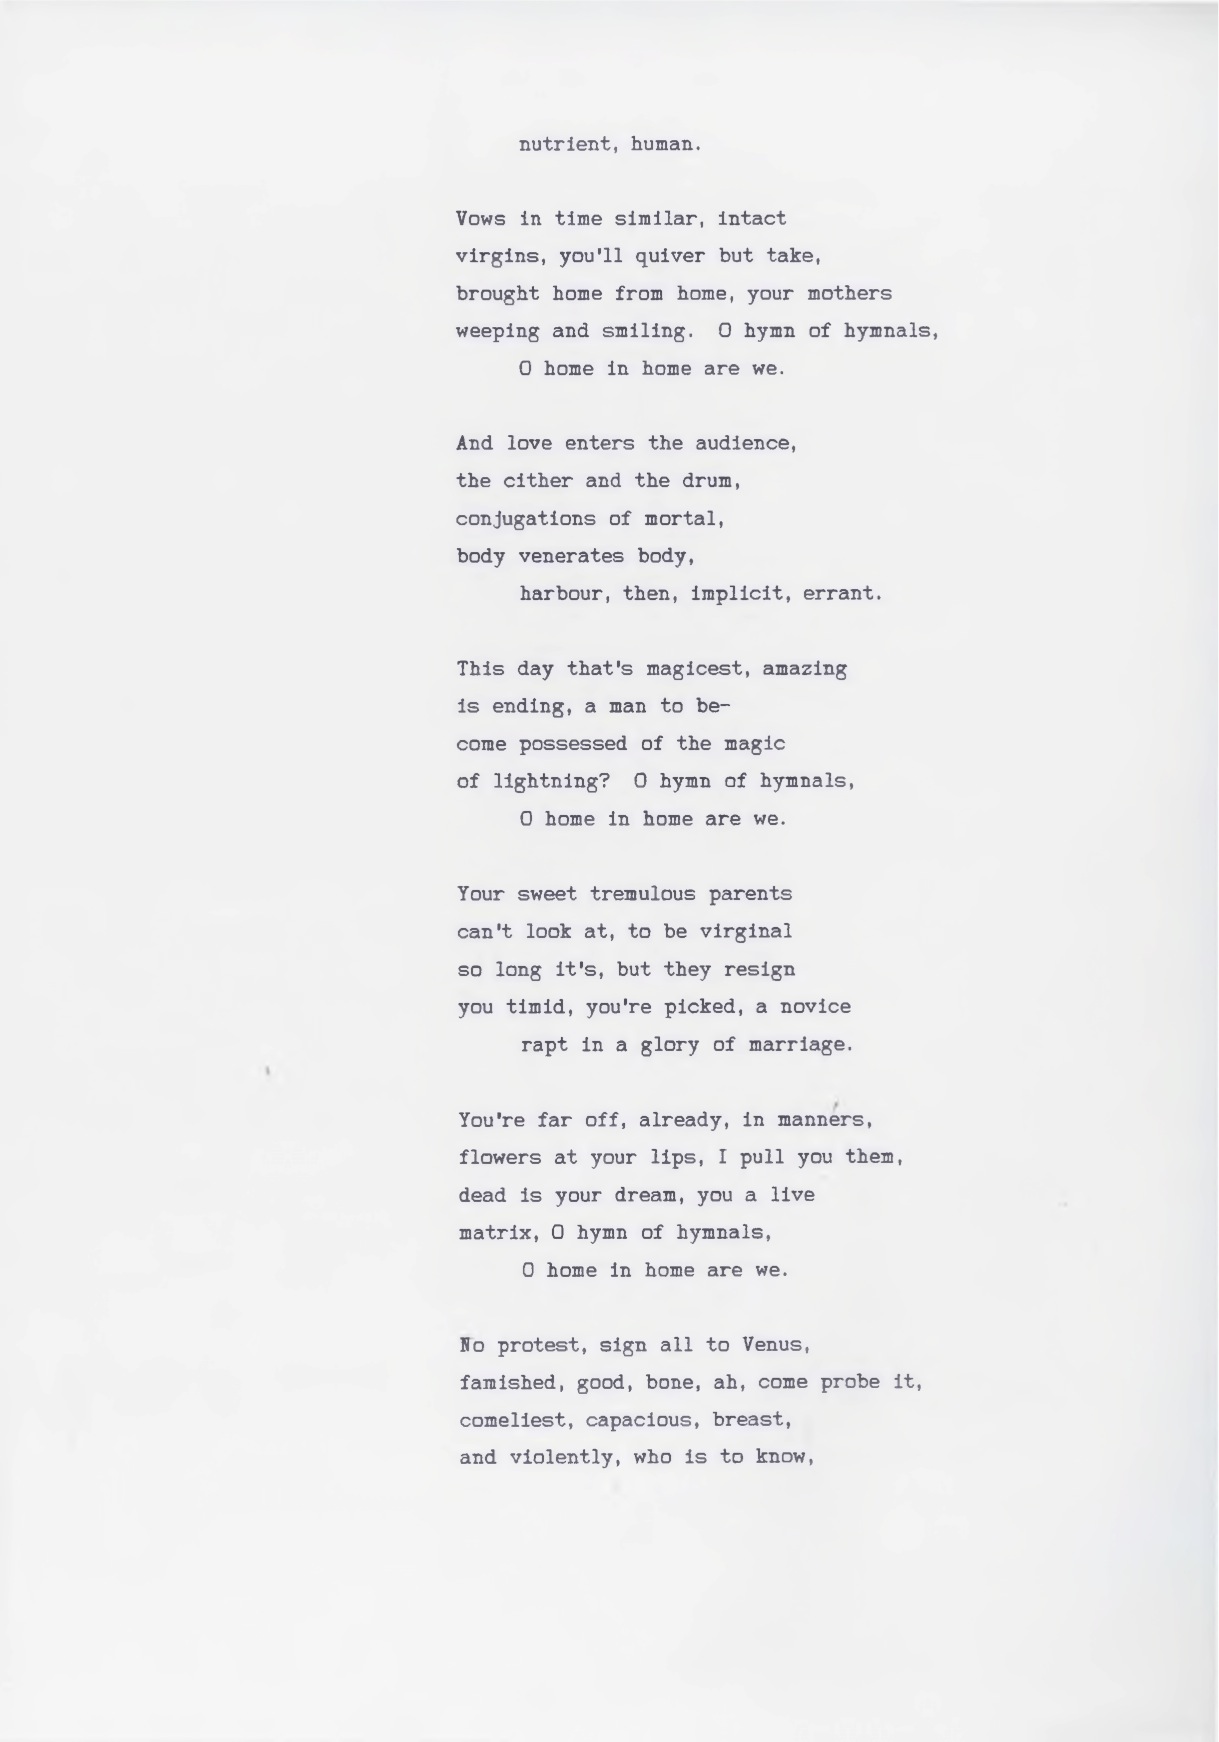 nutrient, human.
Vows in time similar, intact
virgins, you'll quiver but take,
brought home from home, your mothers
weeping and smiling.  O hymn of hymnals,
O home in home are we.
And love enters the audience,
the cither and the drum,
conjugations of mortal,
body venerates body,
harbour, then, implicit, errant.
This day that's magicest, amazing
is ending, a man to be-
come possessed of the magic
of lightning?  O hymn of hymnals,
O home in home are we.
Your sweet tremulous parents
can't look at, to be virginal
so long it's, but they resign
you timid, you're picked, a novice
rapt in a glory of marriage.
You're far off, already, in manners,
flowers at your lips, I pull you them,
dead is your dream, you a live
matrix, O hymn of hymnals,
O home in home are we.
No protest, sign all to Venus,
famished, good, bone, ah, come probe it,
comeliest, capacious, breast,
and violently, who is to know,